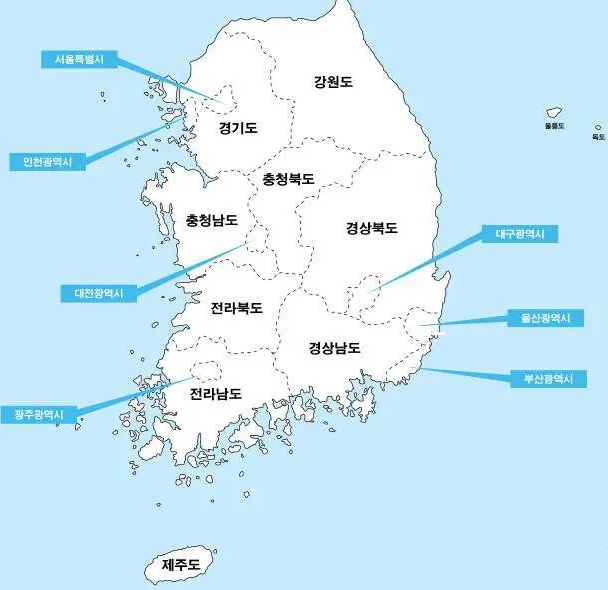 서울특별시
강원도
울릉도
독도
경기도
인천광역시
충청북도
충청남도
경상북도
대구광역시
대전광역시
전라북도
울산광역시
경상남도
부산광역시
전라남도
광주광역시
제주도